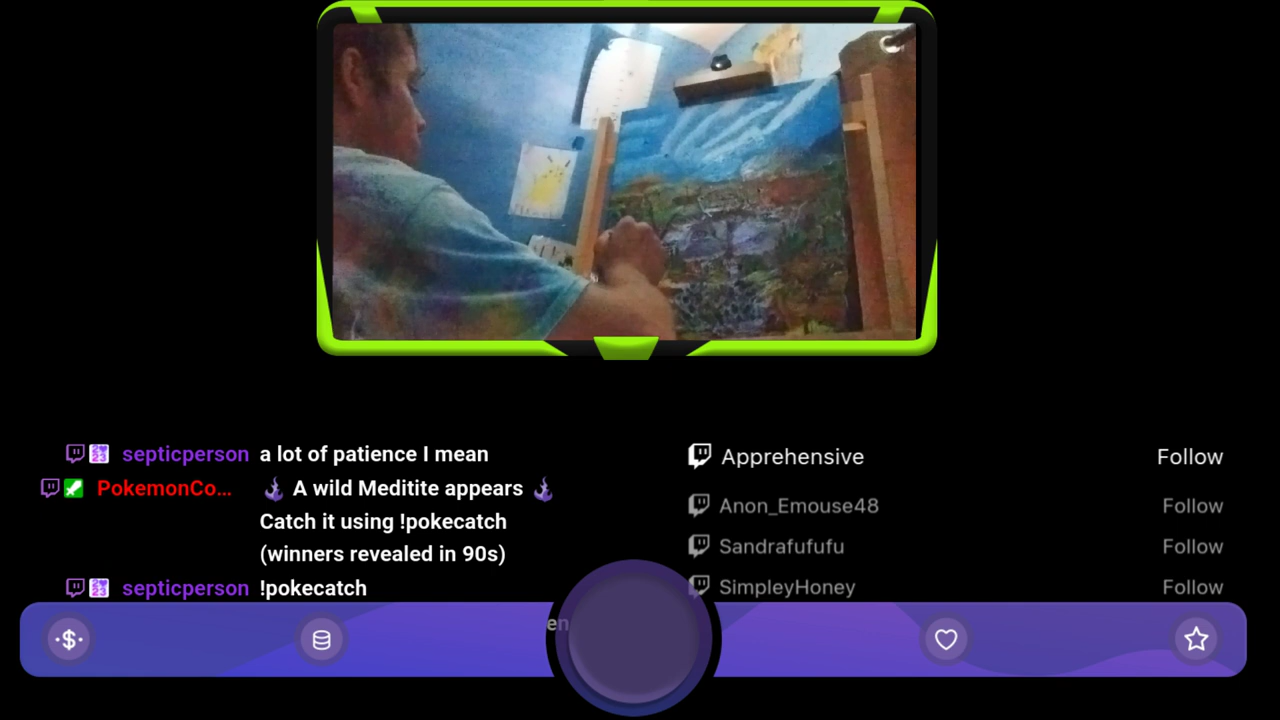 septicperson a lot of patience I mean
PokemonCo... A wild Meditite appears
Catch it using !pokecatch
(winners revealed in 90s)
septicperson !pokecatch
en
Apprehensive Follow
Anon_Emouse48 Follow
Sandrafufufu Follow
SimpleyHoney Follow